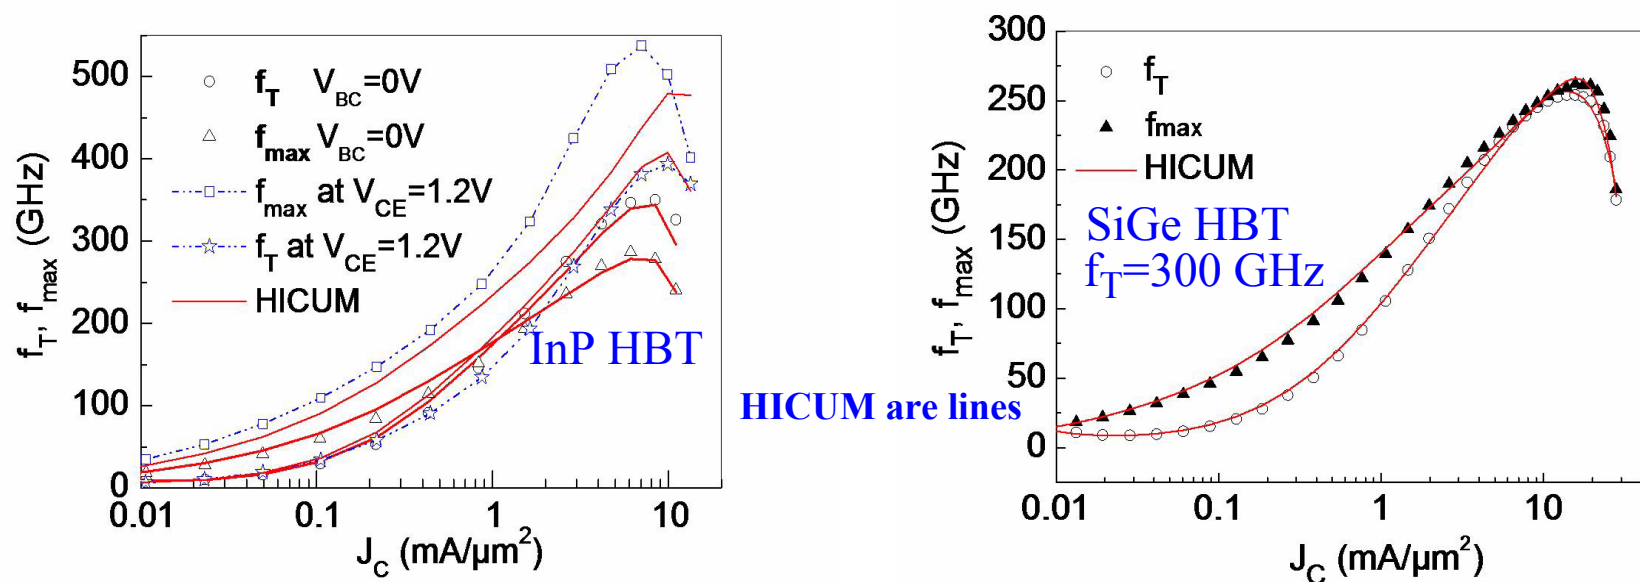 f_T, f_max (GHz)
500
400
300
200
100
0
f_T V_BC=0V
f_max V_BC=0V
f_max at V_CE=1.2V
f_T at V_CE=1.2V
HICUM
InP HBT
0.01
0.1
1
10
J_C (mA/µm²)
HICUM are lines
f_T, f_max (GHz)
300
250
200
150
100
50
0
f_T
fmax
HICUM
SiGe HBT
f_T=300 GHz
0.01
0.1
1
10
J_C (mA/µm²)